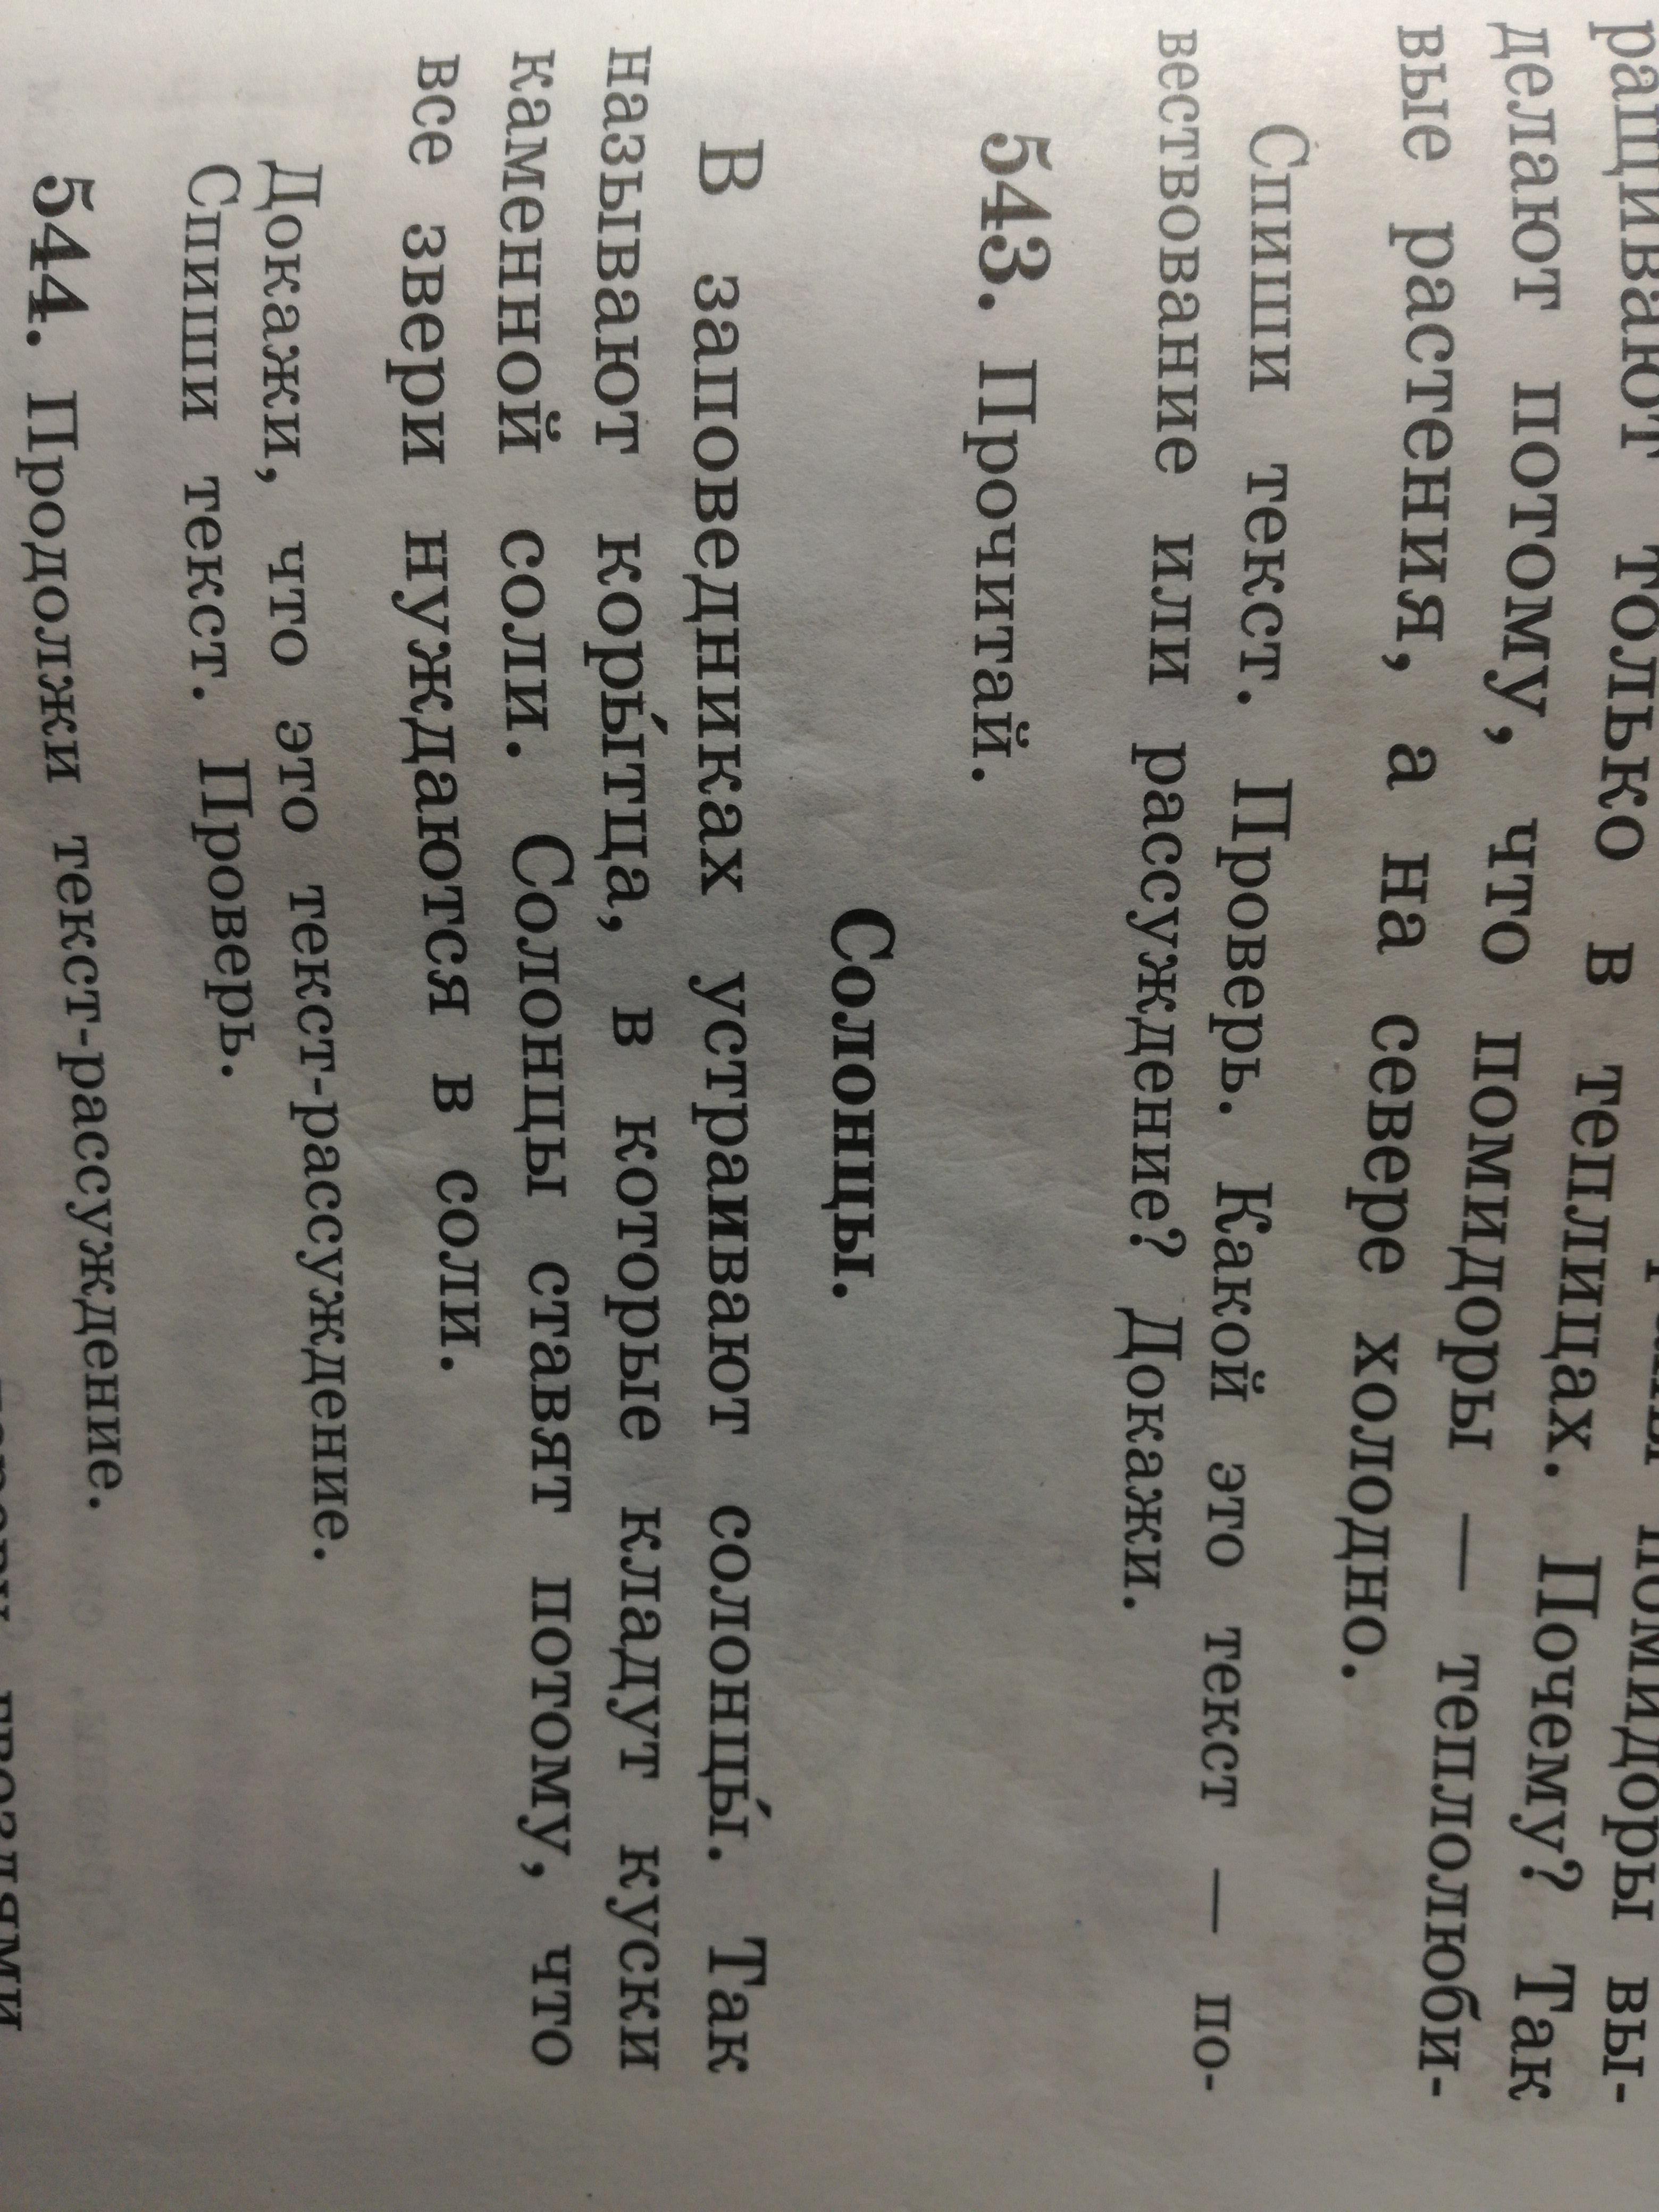 помидоры вы-
ращивают только в теплицах. Почему? Так
делают потому, что помидоры — теплолюби-
вые растения, а на севере холодно.
Спиши текст. Проверь. Какой это текст — по-
вествование или рассуждение? Докажи.
543. Прочитай.
Солонцы.
В заповедниках устраивают солонцы́. Так
называют коры́тца, в которые кладут куски
каменной соли. Солонцы ставят потому, что
все звери нуждаются в соли.
Докажи, что это текст-рассуждение.
Спиши текст. Проверь.
544. Продолжи текст-рассуждение.